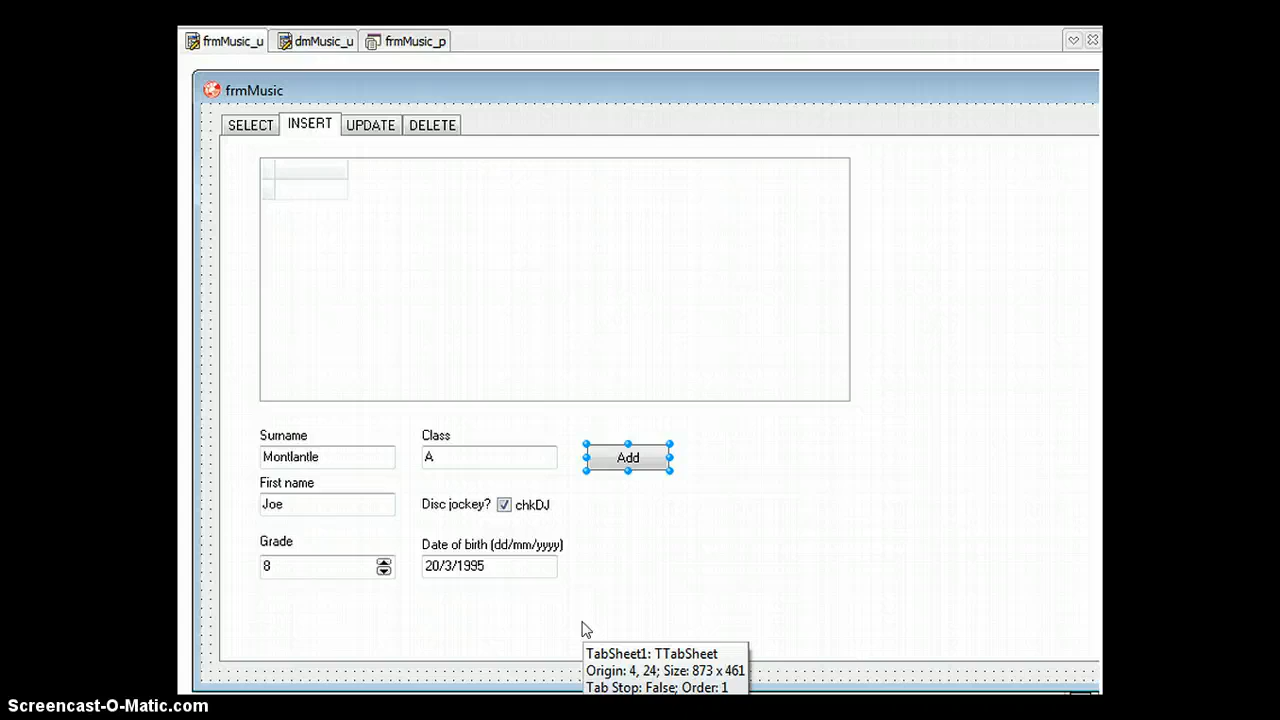 frmMusic_u dmMusic_u frmMusic_p
frmMusic
SELECT INSERT UPDATE DELETE
Surname Class
Montlantle A Add
First name
Joe Disc jockey? chkDJ
Grade Date of birth (dd/mm/yyyy)
8 20/3/1995
TabSheet1: TTabSheet
Origin: 4, 24; Size: 873 x 461
Tab Stop: False; Order: 1
Screencast-O-Matic.com